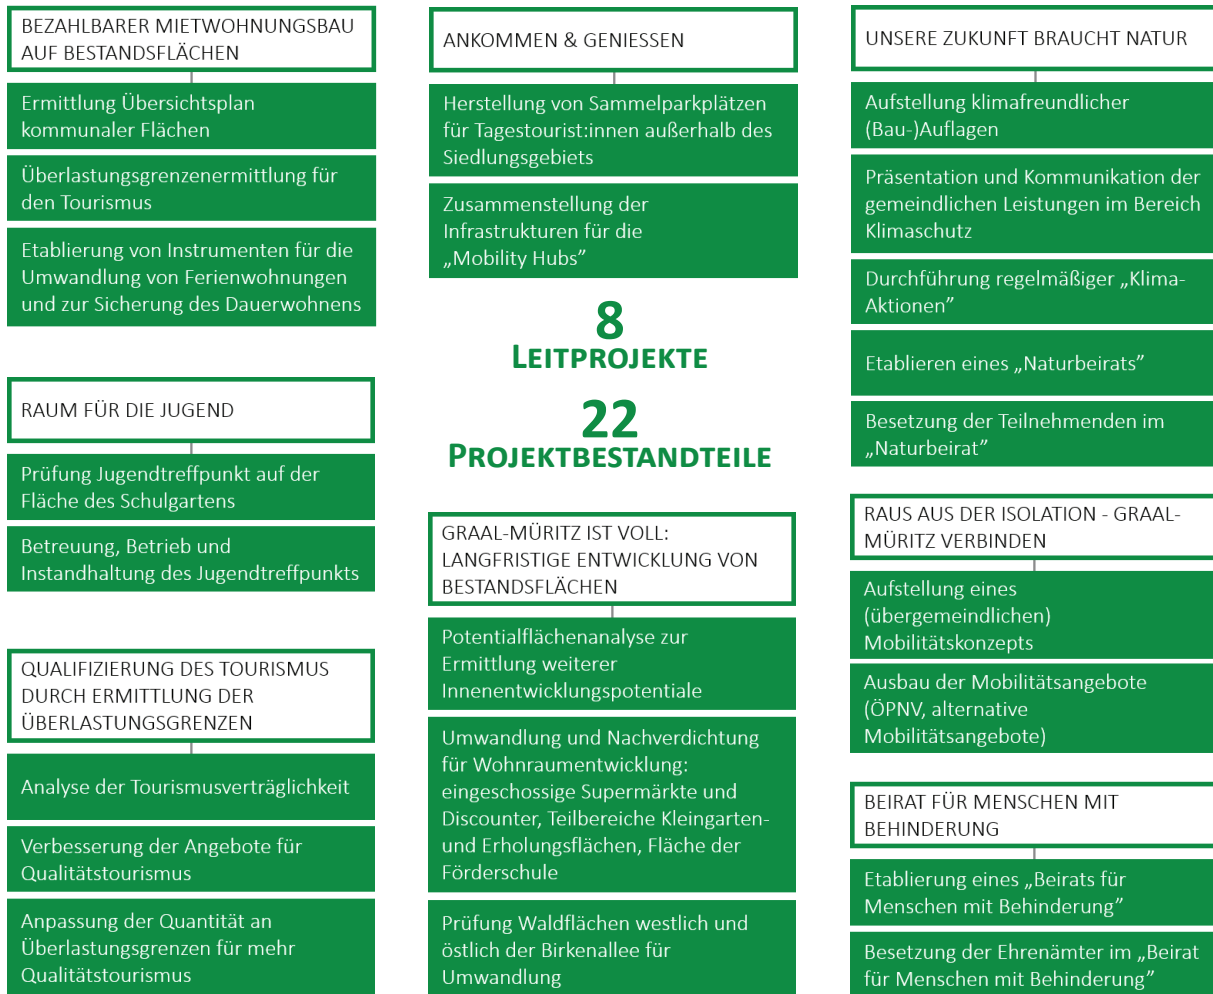 BEZAHLBARER MIETWOHNUNGSBAU
AUF BESTANDSFLÄCHEN
Ermittlung Übersichtsplan
kommunaler Flächen
Überlastungsgrenzenermittlung für
den Tourismus
Etablierung von Instrumenten für die
Umwandlung von Ferienwohnungen
und zur Sicherung des Dauerwohnens
RAUM FÜR DIE JUGEND
Prüfung Jugendtreffpunkt auf der
Fläche des Schulgartens
Betreuung, Betrieb und
Instandhaltung des Jugendtreffpunkts
QUALIFIZIERUNG DES TOURISMUS
DURCH ERMITTLUNG DER
ÜBERLASTUNGSGRENZEN
Analyse der Tourismusverträglichkeit
Verbesserung der Angebote für
Qualitätstourismus
Anpassung der Quantität an
Überlastungsgrenzen für mehr
Qualitätstourismus
ANKOMMEN & GENIESSEN
Herstellung von Sammelparkplätzen
für Tagestourist:innen außerhalb des
Siedlungsgebiets
Zusammenstellung der
Infrastrukturen für die
„Mobility Hubs”
8
LEITPROJEKTE
22
PROJEKTBESTANDTEILE
GRAAL-MÜRITZ IST VOLL:
LANGFRISTIGE ENTWICKLUNG VON
BESTANDSFLÄCHEN
Potentialflächenanalyse zur
Ermittlung weiterer
Innenentwicklungspotentiale
Umwandlung und Nachverdichtung
für Wohnraumentwicklung:
eingeschossige Supermärkte und
Discounter, Teilbereiche Kleingarten-
und Erholungsflächen, Fläche der
Förderschule
Prüfung Waldflächen westlich und
östlich der Birkenallee für
Umwandlung
UNSERE ZUKUNFT BRAUCHT NATUR
Aufstellung klimafreundlicher
(Bau-)Auflagen
Präsentation und Kommunikation der
gemeindlichen Leistungen im Bereich
Klimaschutz
Durchführung regelmäßiger „Klima-
Aktionen”
Etablieren eines „Naturbeirats”
Besetzung der Teilnehmenden im
„Naturbeirat”
RAUS AUS DER ISOLATION - GRAAL-
MÜRITZ VERBINDEN
Aufstellung eines
(übergemeindlichen)
Mobilitätskonzepts
Ausbau der Mobilitätsangebote
(ÖPNV, alternative
Mobilitätsangebote)
BEIRAT FÜR MENSCHEN MIT
BEHINDERUNG
Etablierung eines „Beirats für
Menschen mit Behinderung”
Besetzung der Ehrenämter im „Beirat
für Menschen mit Behinderung”